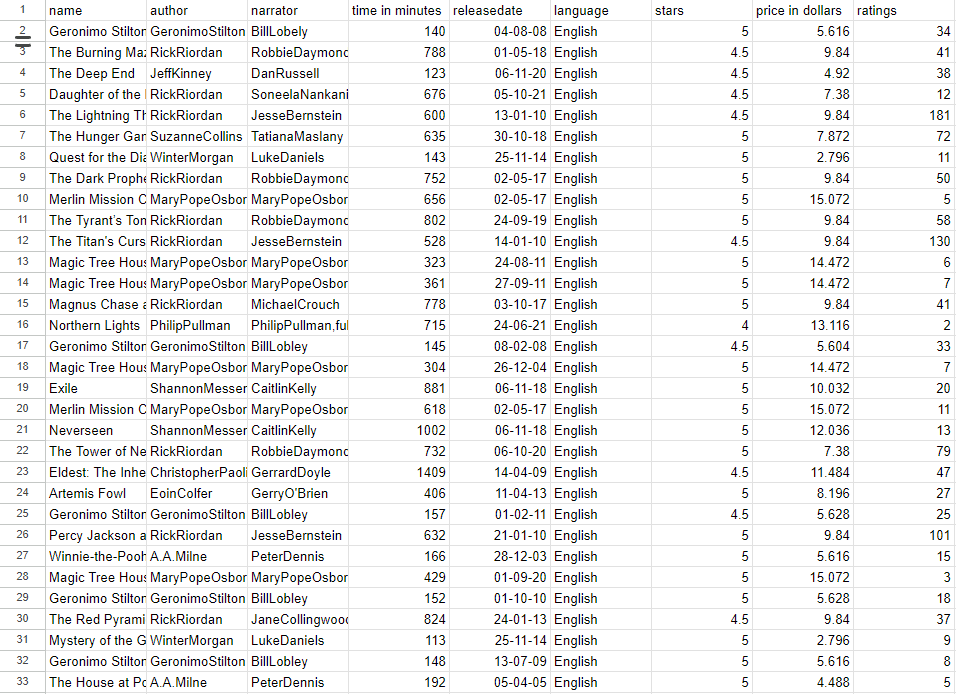 1 name author narrator time in minutes releasedate language stars price in dollars ratings
2 Geronimo Stilton GeronimoStilton BillLobely 140 04-08-08 English 5 5.616 34
3 The Burning Maz RickRiordan RobbieDaymond 788 01-05-18 English 4.5 9.84 41
4 The Deep End JeffKinney DanRussell 123 06-11-20 English 4.5 4.92 38
5 Daughter of the RickRiordan SoneelaNankani 676 05-10-21 English 4.5 7.38 12
6 The Lightning Th RickRiordan JesseBernstein 600 13-01-10 English 4.5 9.84 181
7 The Hunger Gam SuzanneCollins TatianaMaslany 635 30-10-18 English 5 7.872 72
8 Quest for the Dia WinterMorgan LukeDaniels 143 25-11-14 English 5 2.796 11
9 The Dark Prophe RickRiordan RobbieDaymond 752 02-05-17 English 5 9.84 50
10 Merlin Mission C MaryPopeOsbor MaryPopeOsbor 656 02-05-17 English 5 15.072 5
11 The Tyrant's Tom RickRiordan RobbieDaymond 802 24-09-19 English 5 9.84 58
12 The Titan's Curs RickRiordan JesseBernstein 528 14-01-10 English 4.5 9.84 130
13 Magic Tree Hous MaryPopeOsbor MaryPopeOsbor 323 24-08-11 English 5 14.472 6
14 Magic Tree Hous MaryPopeOsbor MaryPopeOsbor 361 27-09-11 English 5 14.472 7
15 Magnus Chase a RickRiordan MichaelCrouch 778 03-10-17 English 5 9.84 41
16 Northern Lights PhilipPullman PhilipPullman,ful 715 24-06-21 English 4 13.116 2
17 Geronimo Stilton GeronimoStilton BillLobley 145 08-02-08 English 4.5 5.604 33
18 Magic Tree Hous MaryPopeOsbor MaryPopeOsbor 304 26-12-04 English 5 14.472 7
19 Exile ShannonMesser CaitlinKelly 881 06-11-18 English 5 10.032 20
20 Merlin Mission C MaryPopeOsbor MaryPopeOsbor 618 02-05-17 English 5 15.072 11
21 Neverseen ShannonMesser CaitlinKelly 1002 06-11-18 English 5 12.036 13
22 The Tower of Ne RickRiordan RobbieDaymond 732 06-10-20 English 5 7.38 79
23 Eldest: The Inhe ChristopherPaoli GerrardDoyle 1409 14-04-09 English 4.5 11.484 47
24 Artemis Fowl EoinColfer GerryO'Brien 406 11-04-13 English 5 8.196 27
25 Geronimo Stilton GeronimoStilton BillLobley 157 01-02-11 English 4.5 5.628 25
26 Percy Jackson a RickRiordan JesseBernstein 632 21-01-10 English 5 9.84 101
27 Winnie-the-Pooh A.A.Milne PeterDennis 166 28-12-03 English 5 5.616 15
28 Magic Tree Hous MaryPopeOsbor MaryPopeOsbor 429 01-09-20 English 5 15.072 3
29 Geronimo Stilton GeronimoStilton BillLobley 152 01-10-10 English 5 5.628 18
30 The Red Pyrami RickRiordan JaneCollingwood 824 24-01-13 English 4.5 9.84 37
31 Mystery of the G WinterMorgan LukeDaniels 113 25-11-14 English 5 2.796 9
32 Geronimo Stilton GeronimoStilton BillLobley 148 13-07-09 English 5 5.616 8
33 The House at Po A.A.Milne PeterDennis 192 05-04-05 English 5 4.488 5